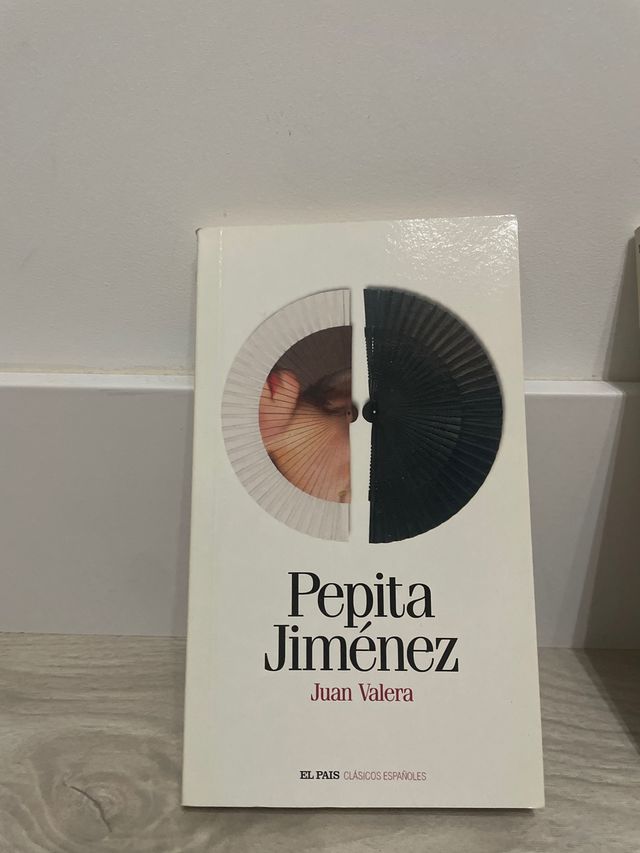 Pepita
Jiménez
Juan Valera
EL PAIS CLÁSICOS ESPAÑOLES